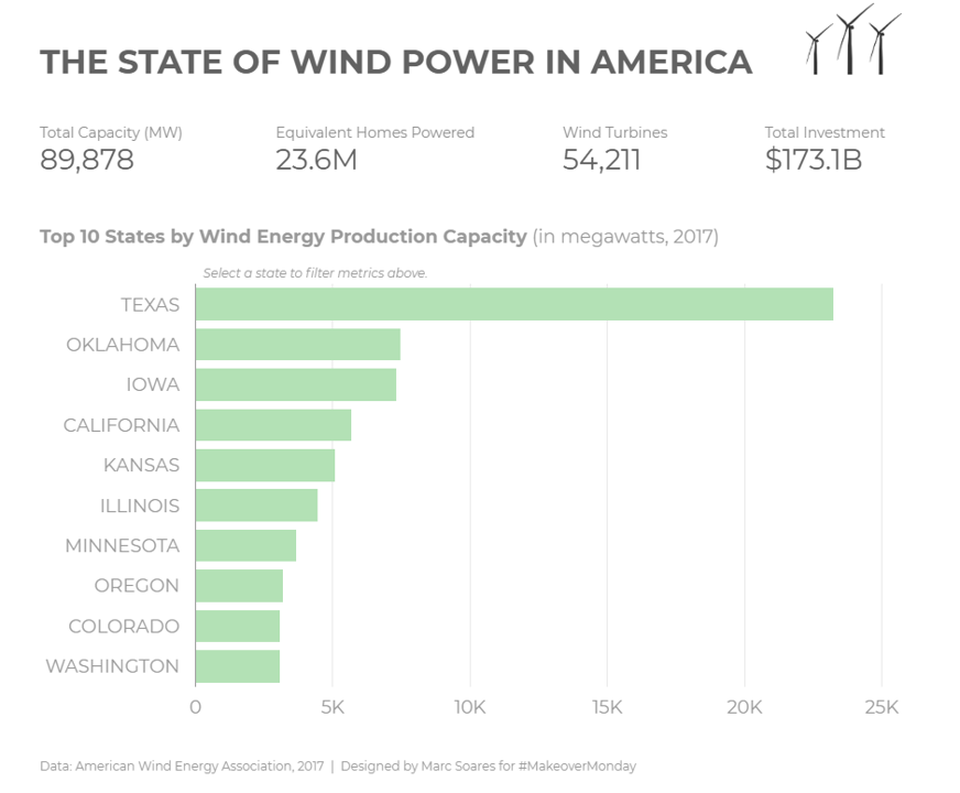 THE STATE OF WIND POWER IN AMERICA
Total Capacity (MW)
89,878
Equivalent Homes Powered
23.6M
Wind Turbines
54,211
Total Investment
$173.1B
Top 10 States by Wind Energy Production Capacity (in megawatts, 2017)
Select a state to filter metrics above.
TEXAS
OKLAHOMA
IOWA
CALIFORNIA
KANSAS
ILLINOIS
MINNESOTA
OREGON
COLORADO
WASHINGTON
0 5K 10K 15K 20K 25K
Data: American Wind Energy Association, 2017 | Designed by Marc Soares for #MakeoverMonday